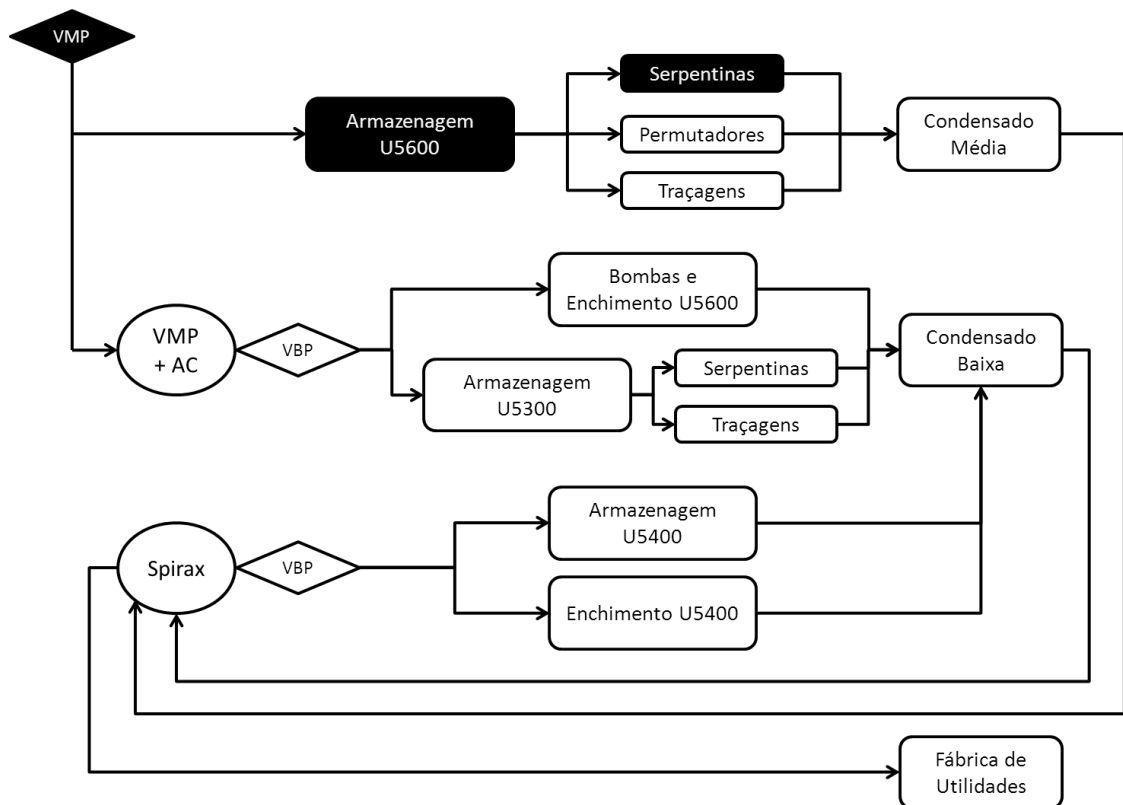 VMP
Serpentinas
Armazenagem
U5600
Permutadores
Condensado
Média
Traçagens
Bombas e
Enchimento U5600
VMP
+ AC
VBP
Condensado
Baixa
Serpentinas
Armazenagem
U5300
Traçagens
Armazenagem
U5400
Spirax
VBP
Enchimento U5400
Fábrica de
Utilidades